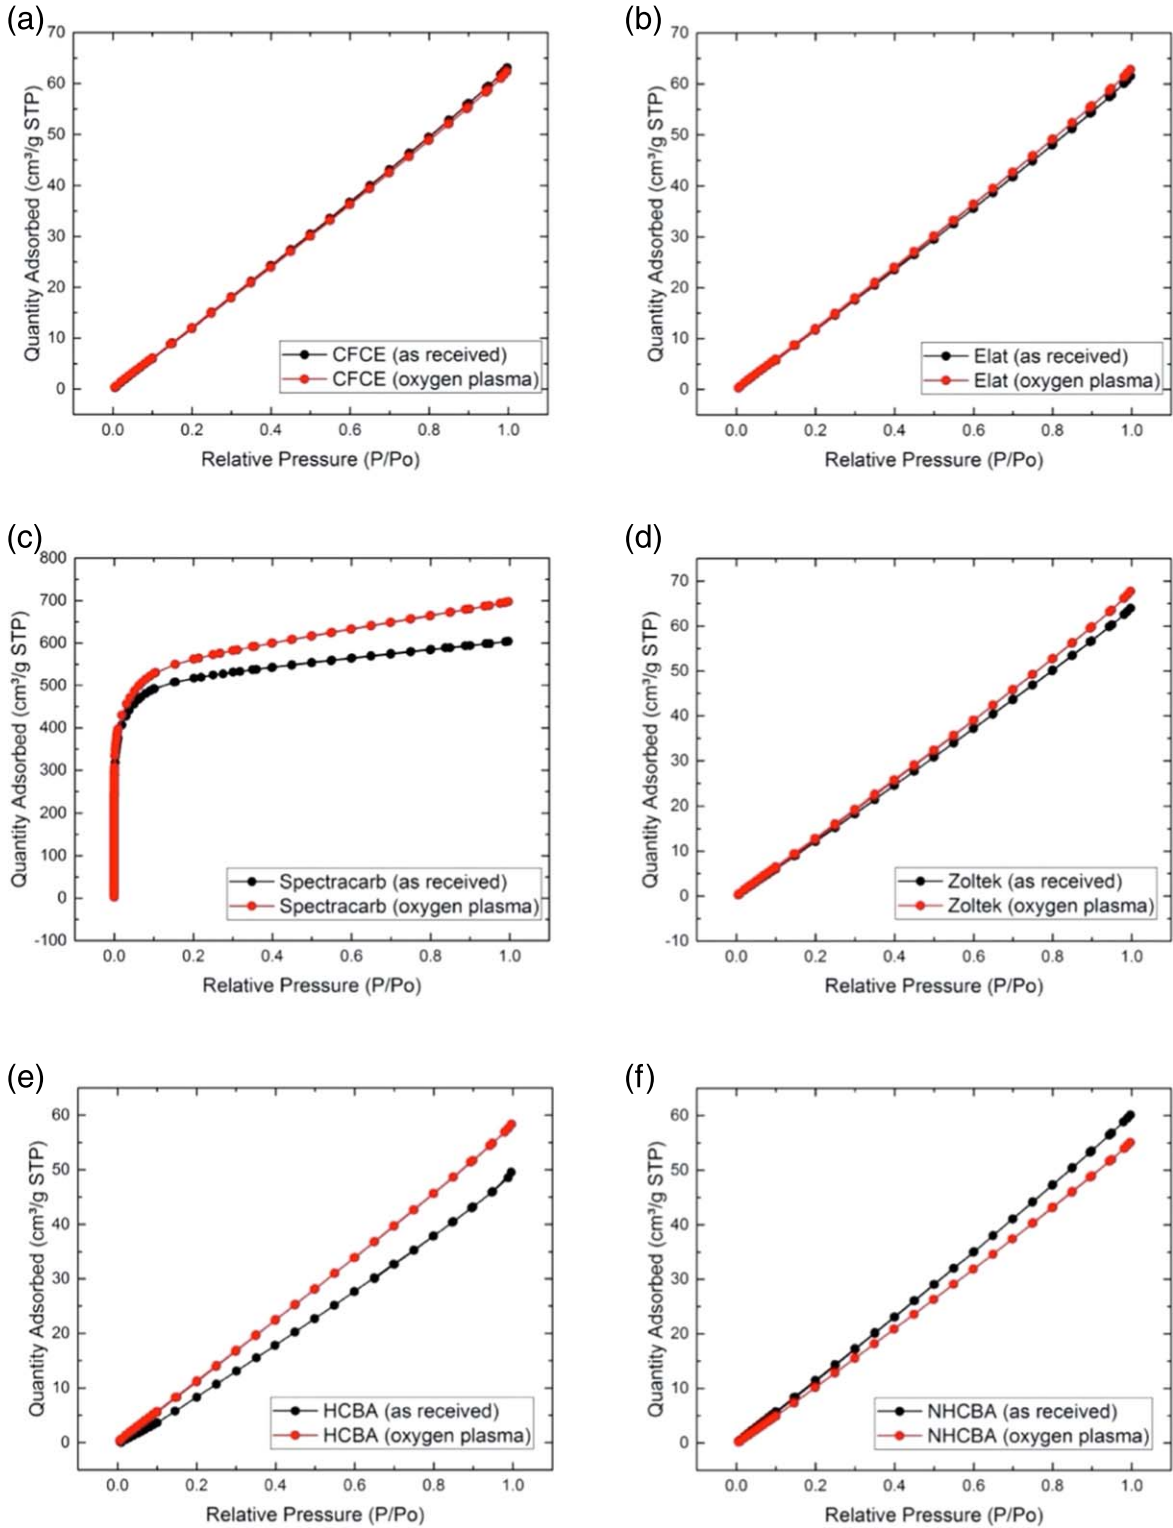 (a)
70
60
50
40
30
20
10
0
Quantity Adsorbed (cm³/g STP)
CFCE (as received)
CFCE (oxygen plasma)
0.0 0.2 0.4 0.6 0.8 1.0
Relative Pressure (P/Po)
(b)
70
60
50
40
30
20
10
0
Quantity Adsorbed (cm³/g STP)
Elat (as received)
Elat (oxygen plasma)
0.0 0.2 0.4 0.6 0.8 1.0
Relative Pressure (P/Po)
(c)
800
700
600
500
400
300
200
100
0
-100
Quantity Adsorbed (cm³/g STP)
Spectracarb (as received)
Spectracarb (oxygen plasma)
0.0 0.2 0.4 0.6 0.8 1.0
Relative Pressure (P/Po)
(d)
70
60
50
40
30
20
10
0
-10
Quantity Adsorbed (cm³/g STP)
Zoltek (as received)
Zoltek (oxygen plasma)
0.0 0.2 0.4 0.6 0.8 1.0
Relative Pressure (P/Po)
(e)
60
50
40
30
20
10
0
Quantity Adsorbed (cm³/g STP)
HCBA (as received)
HCBA (oxygen plasma)
0.0 0.2 0.4 0.6 0.8 1.0
Relative Pressure (P/Po)
(f)
60
50
40
30
20
10
0
Quantity Adsorbed (cm³/g STP)
NHCBA (as received)
NHCBA (oxygen plasma)
0.0 0.2 0.4 0.6 0.8 1.0
Relative Pressure (P/Po)